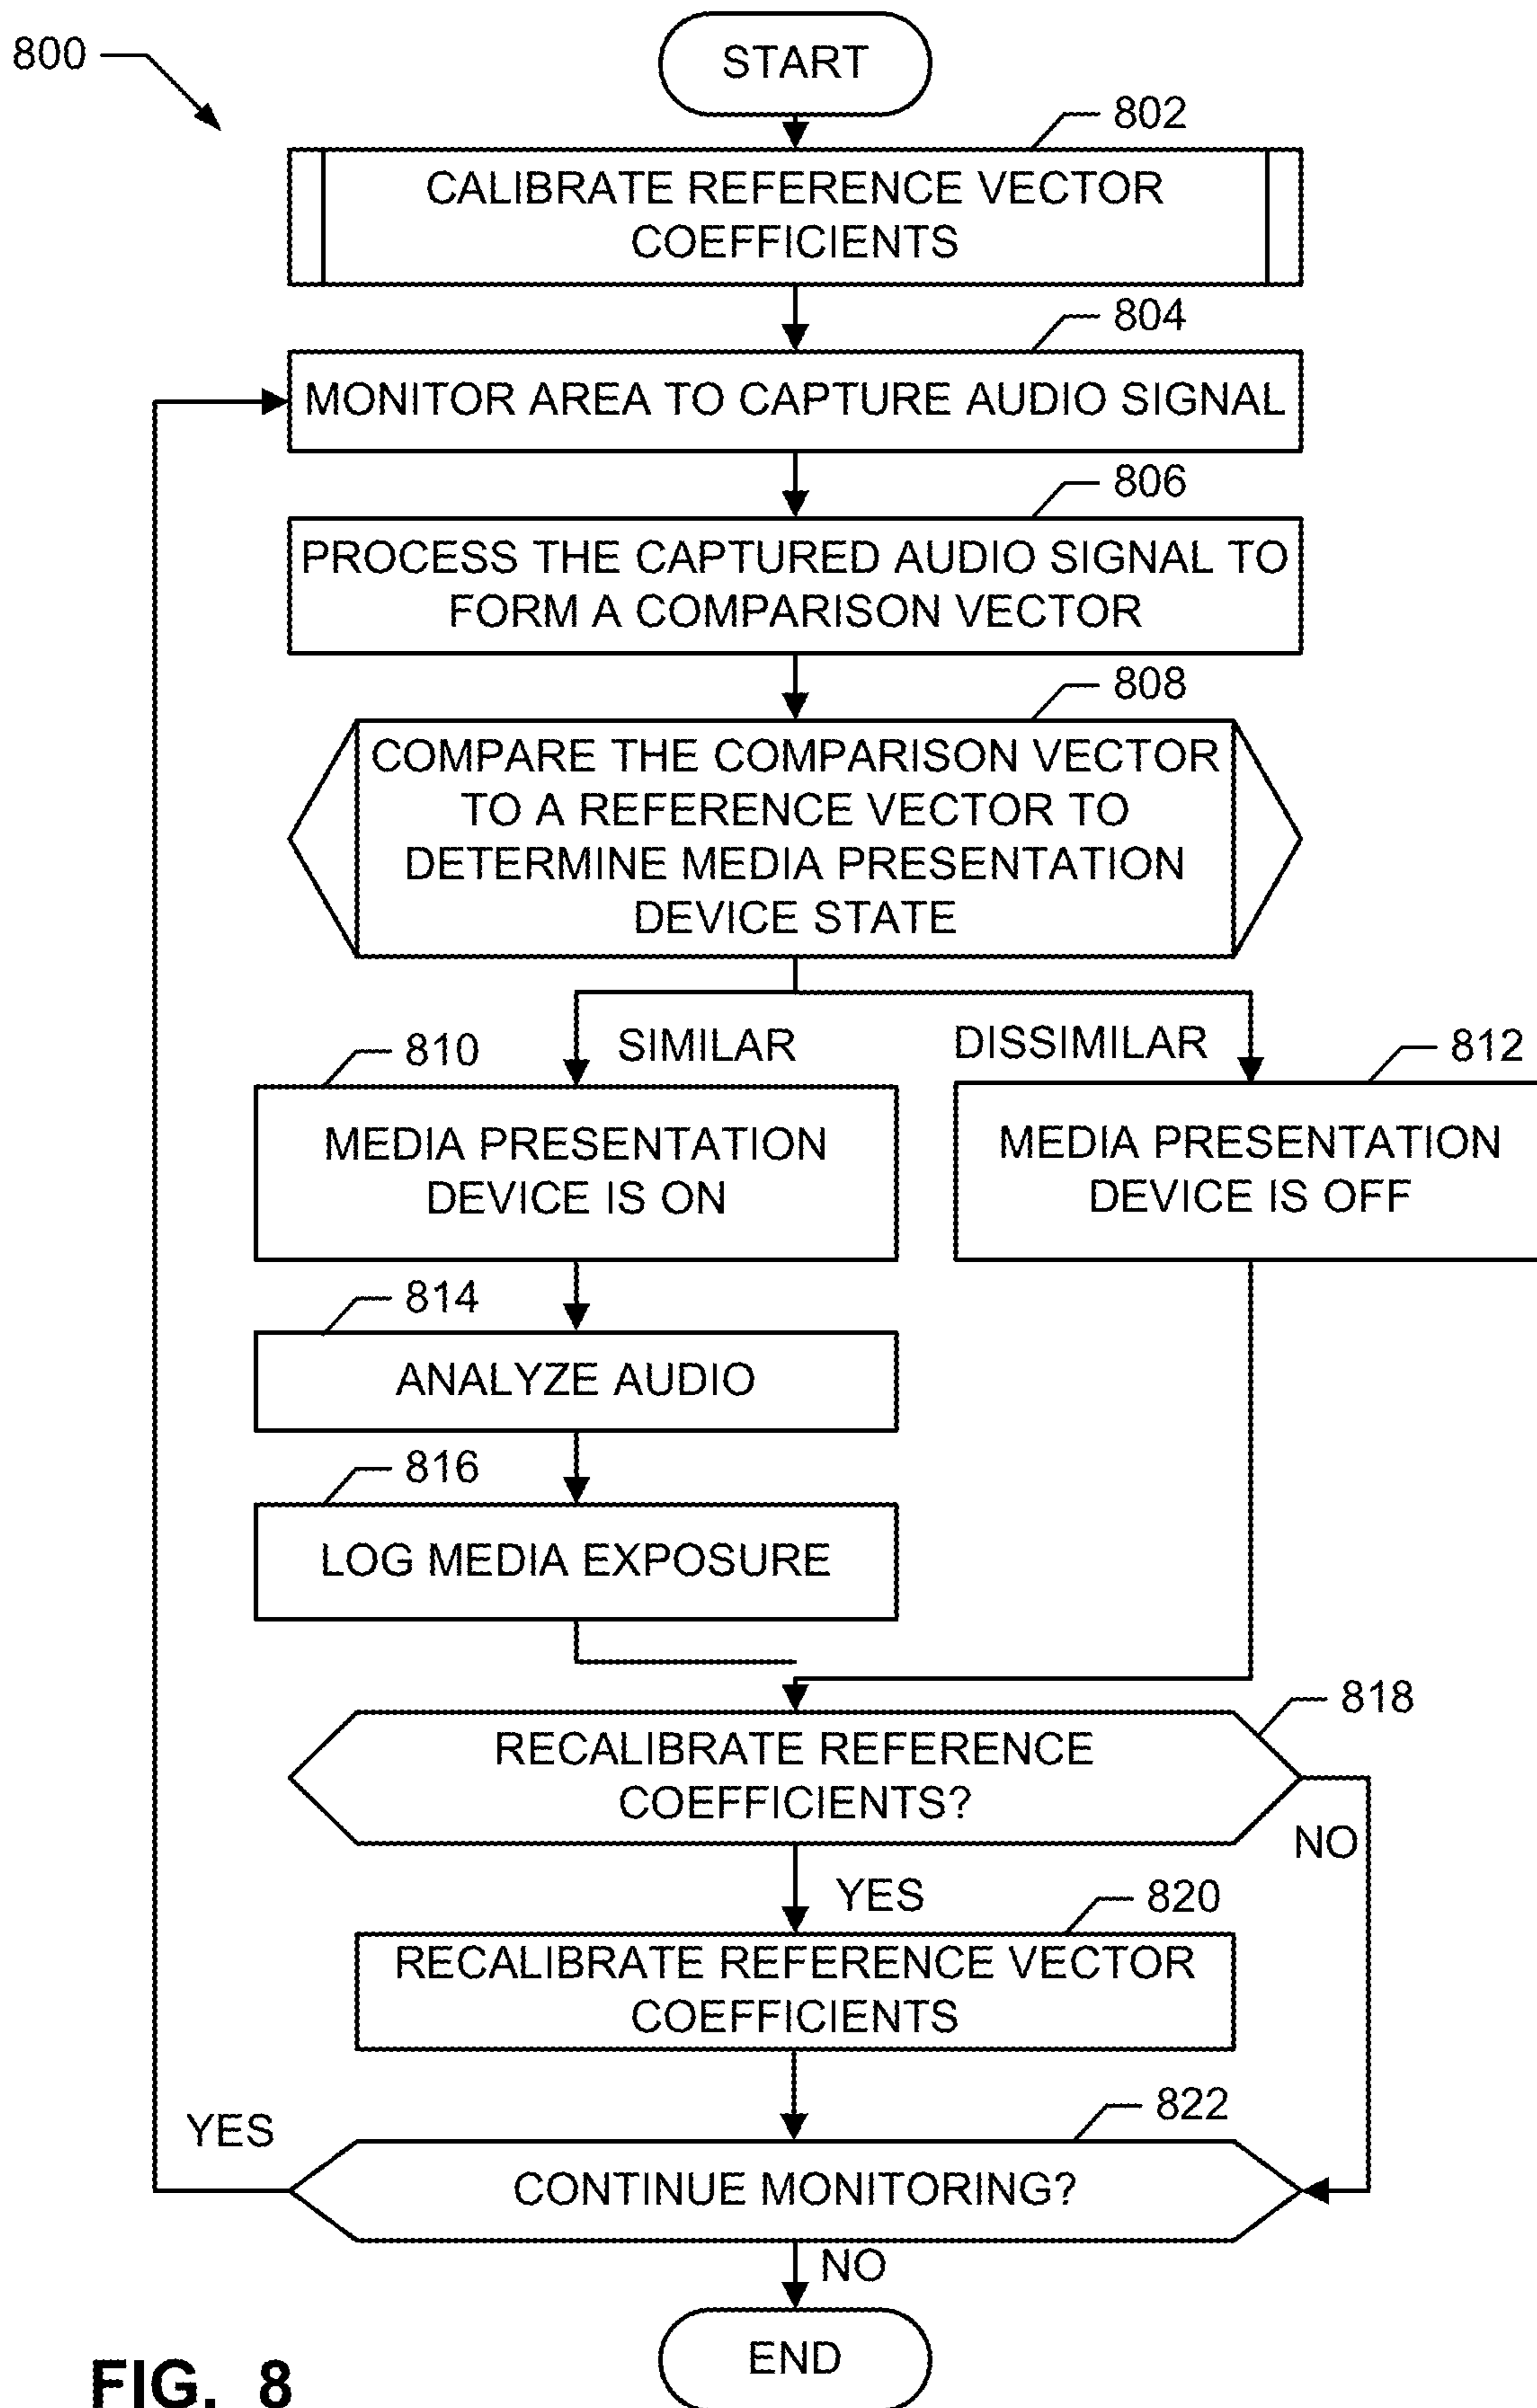 800
START
802
CALIBRATE REFERENCE VECTOR
COEFFICIENTS
804
MONITOR AREA TO CAPTURE AUDIO SIGNAL
806
PROCESS THE CAPTURED AUDIO SIGNAL TO
FORM A COMPARISON VECTOR
808
COMPARE THE COMPARISON VECTOR
TO A REFERENCE VECTOR TO
DETERMINE MEDIA PRESENTATION
DEVICE STATE
810
SIMILAR
DISSIMILAR
812
MEDIA PRESENTATION
DEVICE IS ON
MEDIA PRESENTATION
DEVICE IS OFF
814
ANALYZE AUDIO
816
LOG MEDIA EXPOSURE
818
RECALIBRATE REFERENCE
COEFFICIENTS?
NO
YES
820
RECALIBRATE REFERENCE VECTOR
COEFFICIENTS
822
YES
CONTINUE MONITORING?
NO
END
FIG. 8